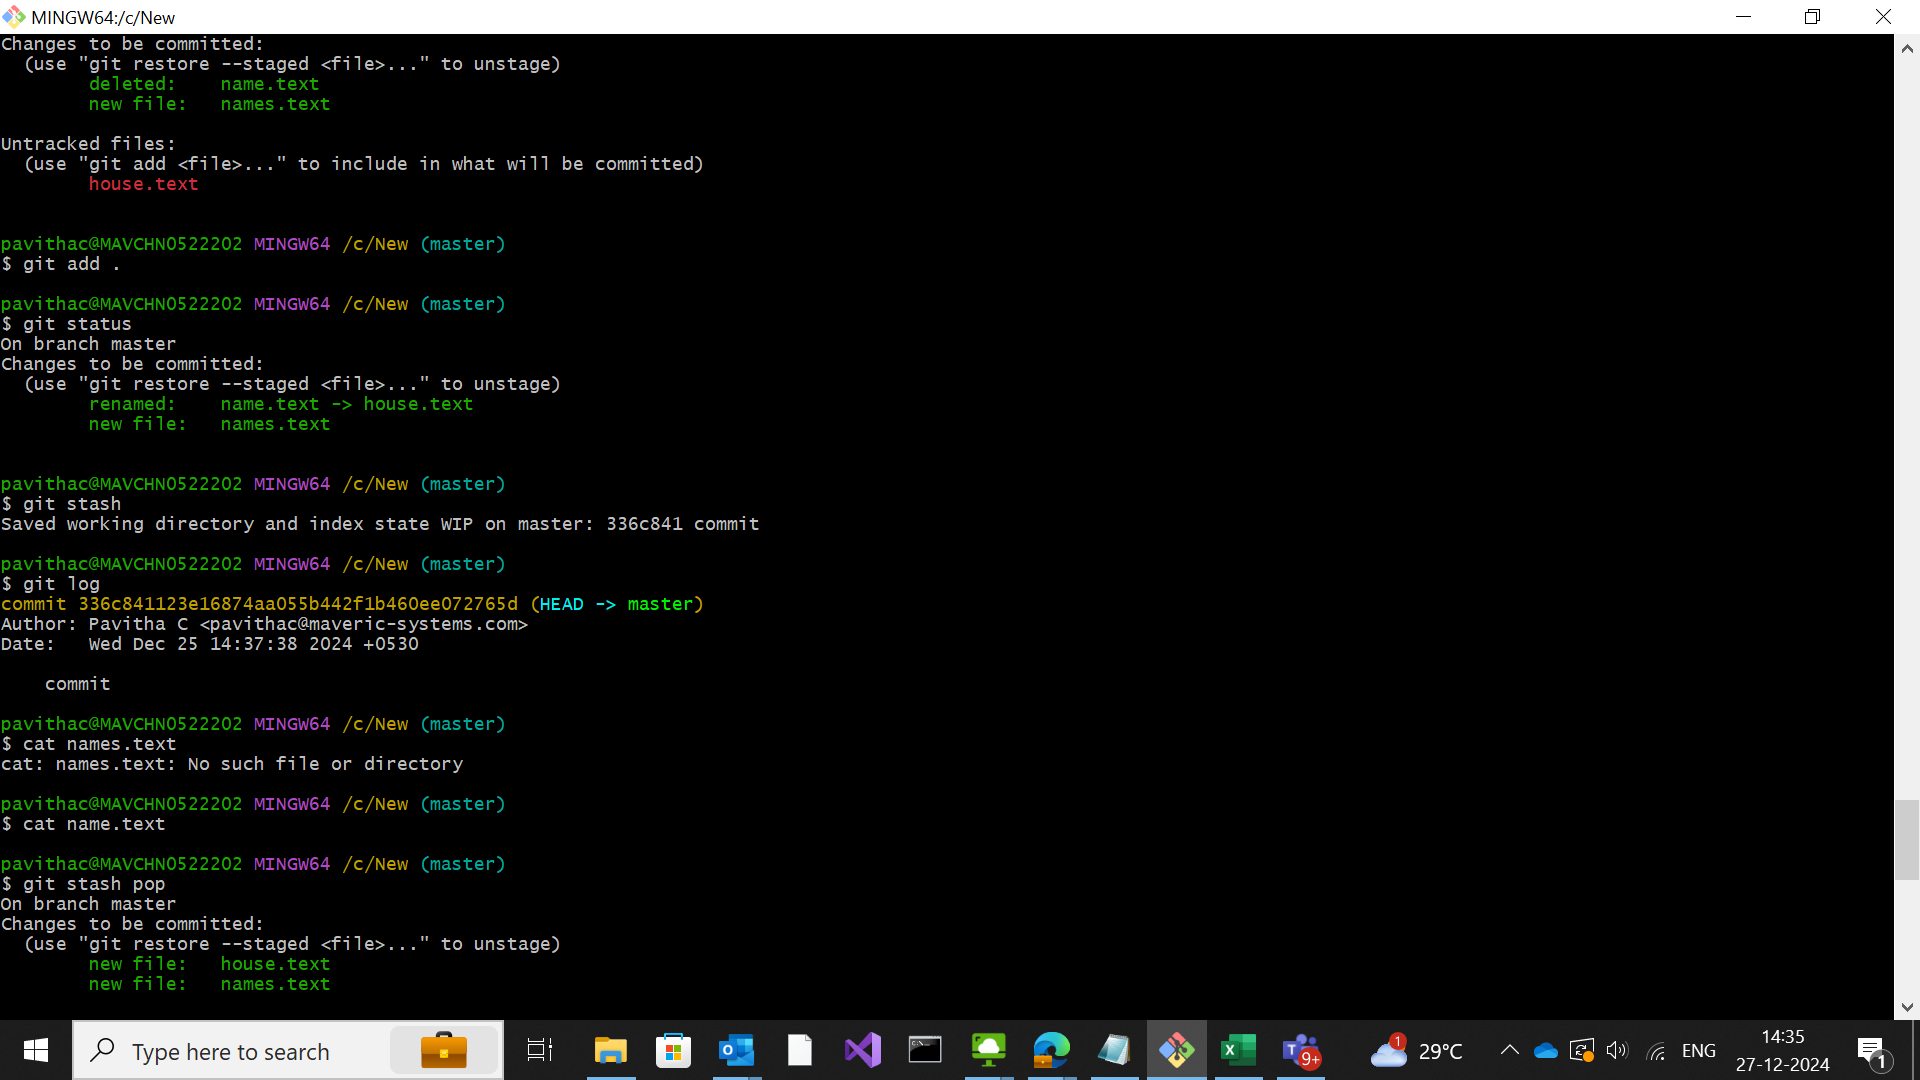 MINGW64:/c/New
Changes to be committed:
  (use "git restore --staged <file>..." to unstage)
        deleted:    name.text
        new file:   names.text

Untracked files:
  (use "git add <file>..." to include in what will be committed)
        house.text


pavithac@MAVCHN0522202 MINGW64 /c/New (master)
$ git add .

pavithac@MAVCHN0522202 MINGW64 /c/New (master)
$ git status
On branch master
Changes to be committed:
  (use "git restore --staged <file>..." to unstage)
        renamed:    name.text -> house.text
        new file:   names.text


pavithac@MAVCHN0522202 MINGW64 /c/New (master)
$ git stash
Saved working directory and index state WIP on master: 336c841 commit

pavithac@MAVCHN0522202 MINGW64 /c/New (master)
$ git log
commit 336c841123e16874aa055b442f1b460ee072765d (HEAD -> master)
Author: Pavitha C <pavithac@maveric-systems.com>
Date:   Wed Dec 25 14:37:38 2024 +0530

    commit

pavithac@MAVCHN0522202 MINGW64 /c/New (master)
$ cat names.text
cat: names.text: No such file or directory

pavithac@MAVCHN0522202 MINGW64 /c/New (master)
$ cat name.text

pavithac@MAVCHN0522202 MINGW64 /c/New (master)
$ git stash pop
On branch master
Changes to be committed:
  (use "git restore --staged <file>..." to unstage)
        new file:   house.text
        new file:   names.text
Type here to search
9+
1
29°C
ENG
14:35
27-12-2024
1